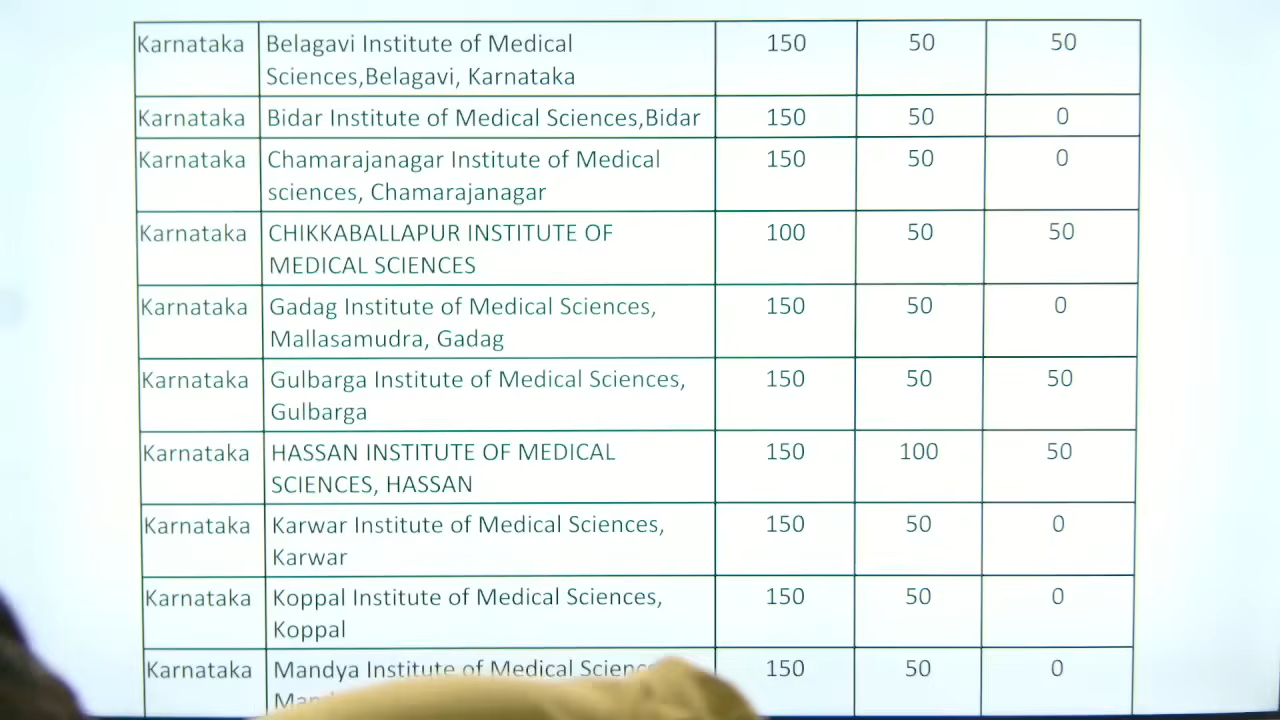 Karnataka Belagavi Institute of Medical 150 50 50
Sciences,Belagavi, Karnataka
Karnataka Bidar Institute of Medical Sciences,Bidar 150 50 0
Karnataka Chamarajanagar Institute of Medical 150 50 0
sciences, Chamarajanagar
Karnataka CHIKKABALLAPUR INSTITUTE OF 100 50 50
MEDICAL SCIENCES
Karnataka Gadag Institute of Medical Sciences, 150 50 0
Mallasamudra, Gadag
Karnataka Gulbarga Institute of Medical Sciences, 150 50 50
Gulbarga
Karnataka HASSAN INSTITUTE OF MEDICAL 150 100 50
SCIENCES, HASSAN
Karnataka Karwar Institute of Medical Sciences, 150 50 0
Karwar
Karnataka Koppal Institute of Medical Sciences, 150 50 0
Koppal
Karnataka Mandya Institute of Medical 150 50 0